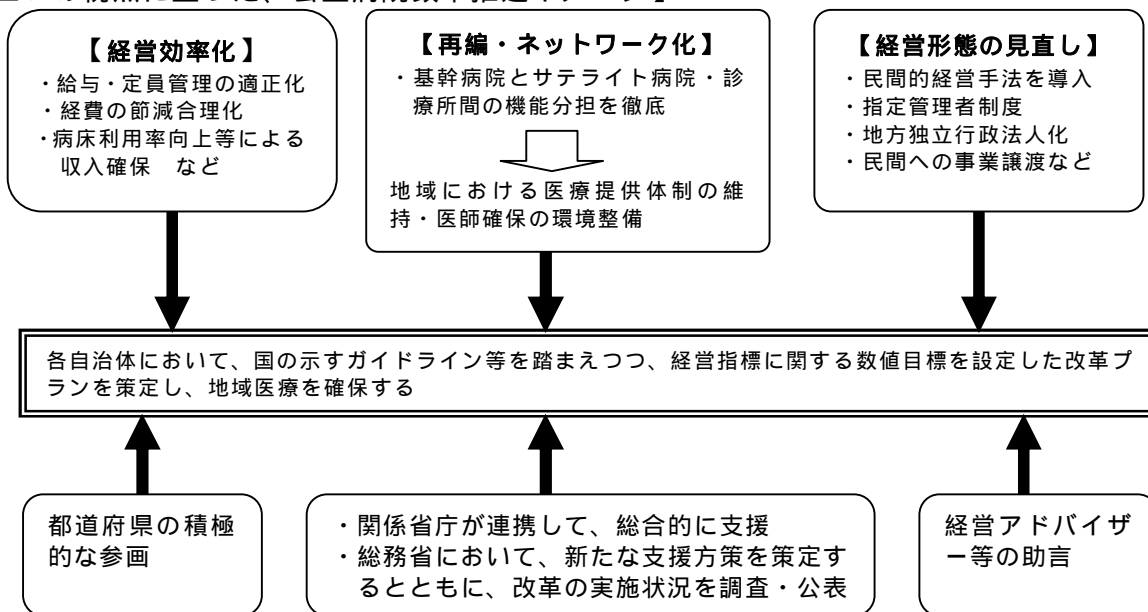 【経営効率化】
・給与・定員管理の適正化
・経費の節減合理化
・病床利用率向上等による
収入確保　など
【再編・ネットワーク化】
・基幹病院とサテライト病院・診
療所間の機能分担を徹底
地域における医療提供体制の維
持・医師確保の環境整備
【経営形態の見直し】
・民間的経営手法を導入
・指定管理者制度
・地方独立行政法人化
・民間への事業譲渡など
各自治体において、国の示すガイドライン等を踏まえつつ、経営指標に関する数値目標を設定した改革プ
ランを策定し、地域医療を確保する
都道府県の積極
的な参画
・関係省庁が連携して、総合的に支援
・総務省において、新たな支援方策を策定す
るとともに、改革の実施状況を調査・公表
経営アドバイザ
ー等の助言